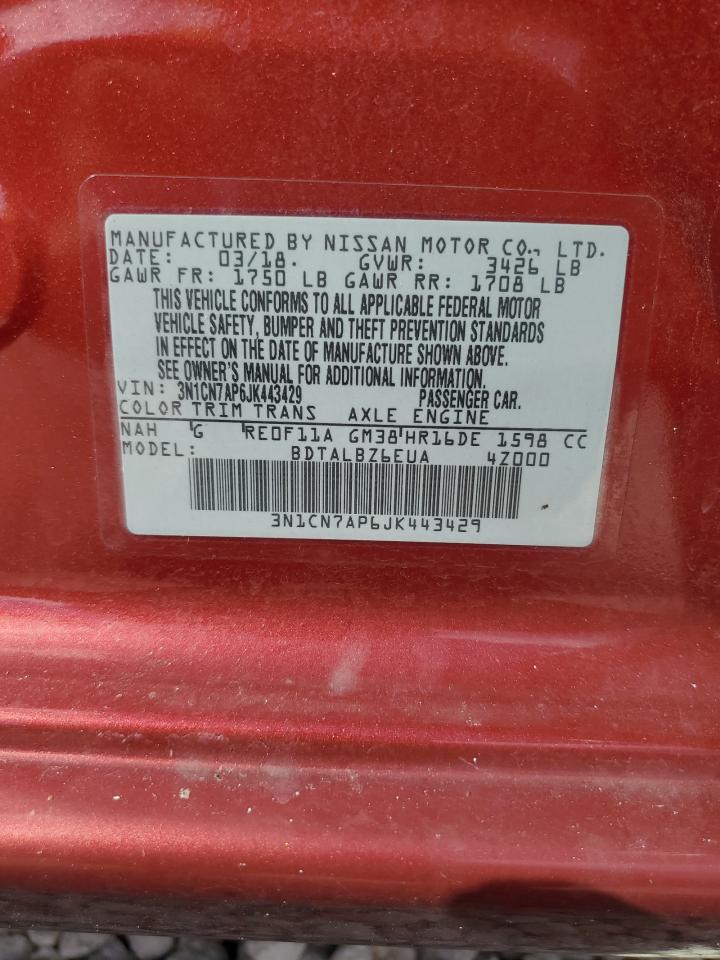 MANUFACTURED BY NISSAN MOTOR CO., LTD.
DATE: 03/18. GVWR: 3426 LB
GAWR FR: 1750 LB GAWR RR: 1708 LB
THIS VEHICLE CONFORMS TO ALL APPLICABLE FEDERAL MOTOR
VEHICLE SAFETY, BUMPER AND THEFT PREVENTION STANDARDS
IN EFFECT ON THE DATE OF MANUFACTURE SHOWN ABOVE.
SEE OWNER'S MANUAL FOR ADDITIONAL INFORMATION.
VIN: 3N1CN7AP6JK443429 PASSENGER CAR.
COLOR TRIM TRANS AXLE ENGINE
NAH G RE0F11A GM38 HR16DE 1598 CC
MODEL: BDTALBZ6EUA 4Z000
3N1CN7AP6JK443429